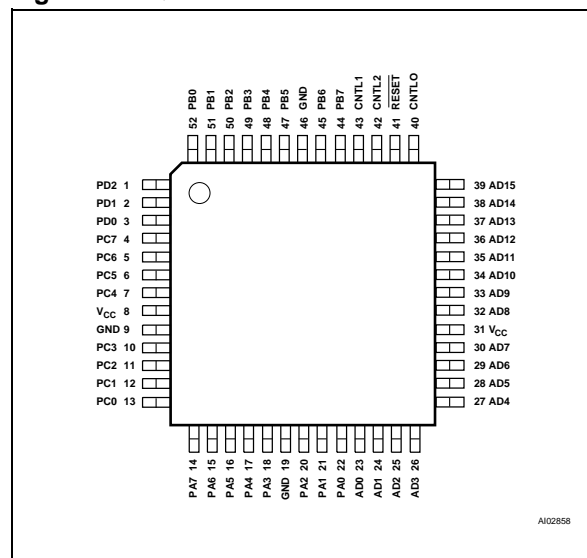 52 PB0
51 PB1
50 PB2
49 PB3
48 PB4
47 PB5
46 GND
45 PB6
44 PB7
43 CNTL1
42 CNTL2
41 RESET
40 CNTL0
PD2 1
PD1 2
PD0 3
PC7 4
PC6 5
PC5 6
PC4 7
VCC 8
GND 9
PC3 10
PC2 11
PC1 12
PC0 13
39 AD15
38 AD14
37 AD13
36 AD12
35 AD11
34 AD10
33 AD9
32 AD8
31 VCC
30 AD7
29 AD6
28 AD5
27 AD4
PA7 14
PA6 15
PA5 16
PA4 17
PA3 18
GND 19
PA2 20
PA1 21
PA0 22
AD0 23
AD1 24
AD2 25
AD3 26
AI02858